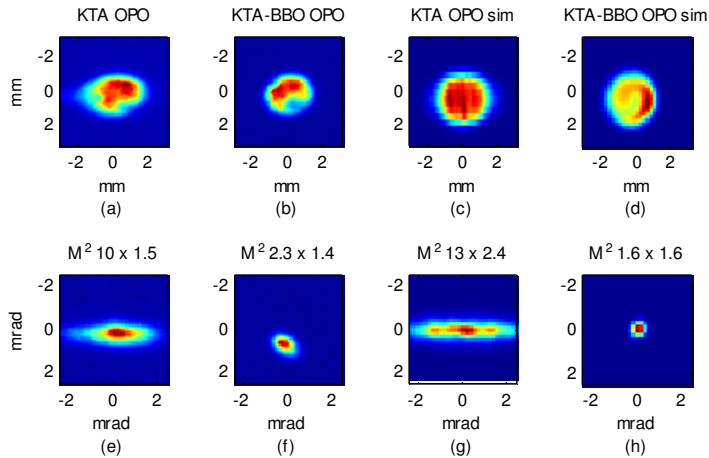 KTA OPO KTA-BBO OPO KTA OPO sim KTA-BBO OPO sim
-2 -2 -2 -2
mm 0 0 0 0
2 2 2 2
-2 0 2 -2 0 2 -2 0 2 -2 0 2
mm mm mm mm
(a) (b) (c) (d)
M² 10 x 1.5 M² 2.3 x 1.4 M² 13 x 2.4 M² 1.6 x 1.6
-2 -2 -2 -2
mrad 0 0 0 0
2 2 2 2
-2 0 2 -2 0 2 -2 0 2 -2 0 2
mrad mrad mrad mrad
(e) (f) (g) (h)